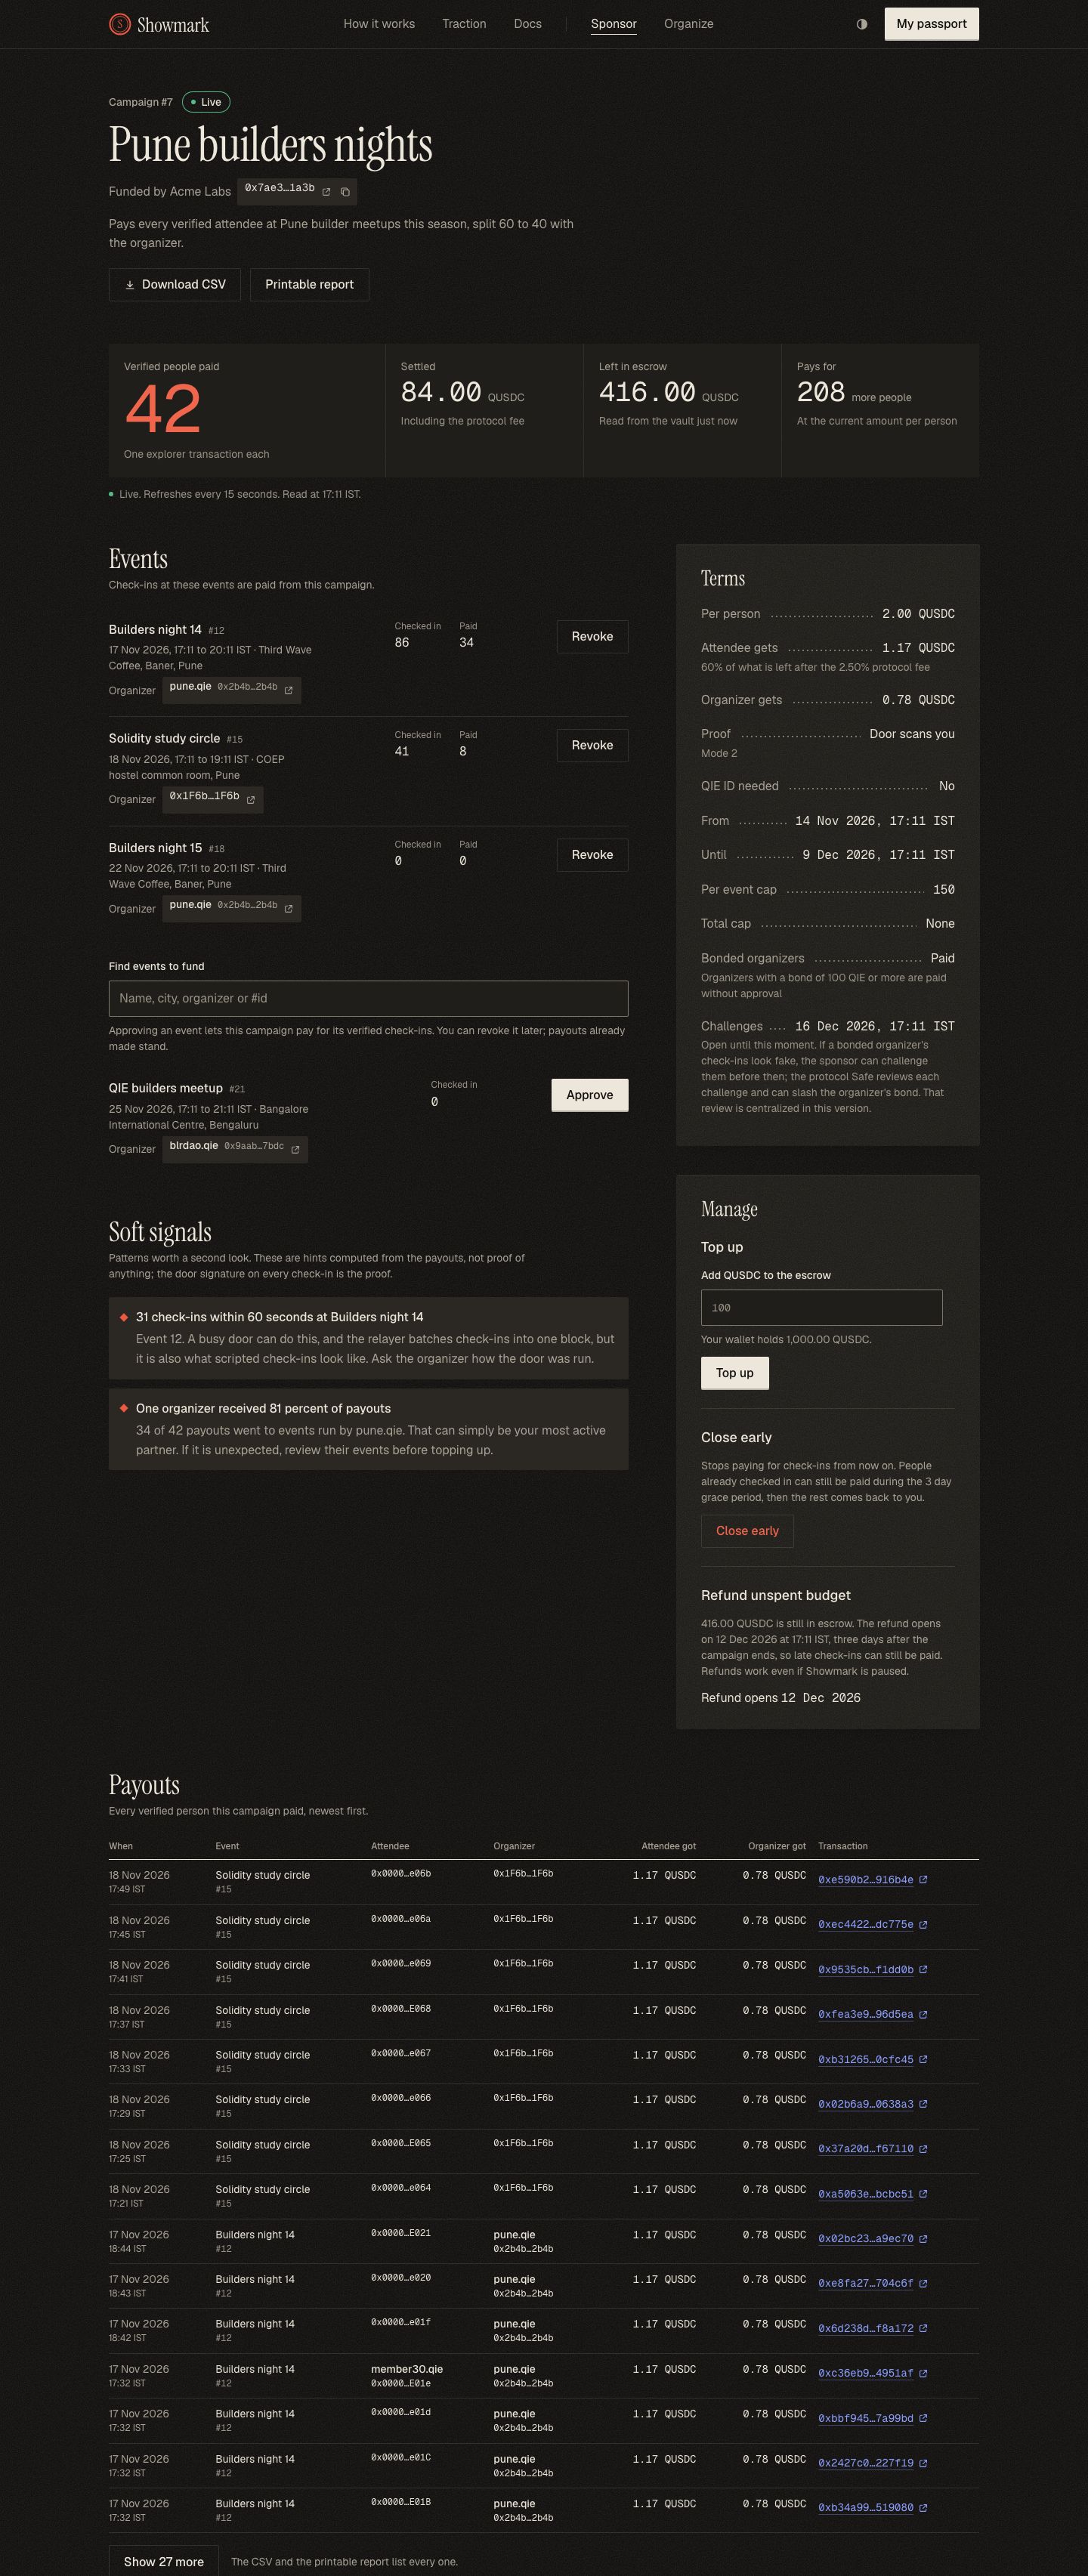 Showmark
How it works
Traction
Docs
Sponsor
Organize
My passport
Campaign #7
Live
Pune builders nights
Funded by Acme Labs 0x7ae3…1a3b
Pays every verified attendee at Pune builder meetups this season, split 60 to 40 with
the organizer.
Download CSV
Printable report
Verified people paid
42
One explorer transaction each
Settled
84.00 QUSDC
Including the protocol fee
Left in escrow
416.00 QUSDC
Read from the vault just now
Pays for
208 more people
At the current amount per person
Live. Refreshes every 15 seconds. Read at 17:11 IST.
Events
Check-ins at these events are paid from this campaign.
Builders night 14 #12
17 Nov 2026, 17:11 to 20:11 IST · Third Wave
Coffee, Baner, Pune
Organizer pune.qie 0x2b4b…2b4b
Checked in
86
Paid
34
Revoke
Solidity study circle #15
18 Nov 2026, 17:11 to 19:11 IST · COEP
hostel common room, Pune
Organizer 0x1F6b…1F6b
Checked in
41
Paid
8
Revoke
Builders night 15 #18
22 Nov 2026, 17:11 to 20:11 IST · Third
Wave Coffee, Baner, Pune
Organizer pune.qie 0x2b4b…2b4b
Checked in
0
Paid
0
Revoke
Find events to fund
Name, city, organizer or #id
Approving an event lets this campaign pay for its verified check-ins. You can revoke it later; payouts already
made stand.
QIE builders meetup #21
25 Nov 2026, 17:11 to 21:11 IST · Bangalore
International Centre, Bengaluru
Organizer blrdao.qie 0x9aab…7bdc
Checked in
0
Approve
Soft signals
Patterns worth a second look. These are hints computed from the payouts, not proof of
anything; the door signature on every check-in is the proof.
31 check-ins within 60 seconds at Builders night 14
Event 12. A busy door can do this, and the relayer batches check-ins into one block, but
it is also what scripted check-ins look like. Ask the organizer how the door was run.
One organizer received 81 percent of payouts
34 of 42 payouts went to events run by pune.qie. That can simply be your most active
partner. If it is unexpected, review their events before topping up.
Terms
Per person 2.00 QUSDC
Attendee gets 1.17 QUSDC
60% of what is left after the 2.50% protocol fee
Organizer gets 0.78 QUSDC
Proof Door scans you
Mode 2
QIE ID needed No
From 14 Nov 2026, 17:11 IST
Until 9 Dec 2026, 17:11 IST
Per event cap 150
Total cap None
Bonded organizers Paid
Organizers with a bond of 100 QIE or more are paid
without approval
Challenges 16 Dec 2026, 17:11 IST
Open until this moment. If a bonded organizer's
check-ins look fake, the sponsor can challenge
them before then; the protocol Safe reviews each
challenge and can slash the organizer's bond. That
review is centralized in this version.
Manage
Top up
Add QUSDC to the escrow
100
Your wallet holds 1,000.00 QUSDC.
Top up
Close early
Stops paying for check-ins from now on. People
already checked in can still be paid during the 3 day
grace period, then the rest comes back to you.
Close early
Refund unspent budget
416.00 QUSDC is still in escrow. The refund opens
on 12 Dec 2026 at 17:11 IST, three days after the
campaign ends, so late check-ins can still be paid.
Refunds work even if Showmark is paused.
Refund opens 12 Dec 2026
Payouts
Every verified person this campaign paid, newest first.
When Event Attendee Organizer Attendee got Organizer got Transaction
18 Nov 2026 Solidity study circle 0x0000…e06b 0x1F6b…1F6b 1.17 QUSDC 0.78 QUSDC 0xe590b2…916b4e
17:49 IST #15
18 Nov 2026 Solidity study circle 0x0000…e06a 0x1F6b…1F6b 1.17 QUSDC 0.78 QUSDC 0xec4422…dc775e
17:45 IST #15
18 Nov 2026 Solidity study circle 0x0000…e069 0x1F6b…1F6b 1.17 QUSDC 0.78 QUSDC 0x9535cb…f1dd0b
17:41 IST #15
18 Nov 2026 Solidity study circle 0x0000…E068 0x1F6b…1F6b 1.17 QUSDC 0.78 QUSDC 0xfea3e9…96d5ea
17:37 IST #15
18 Nov 2026 Solidity study circle 0x0000…e067 0x1F6b…1F6b 1.17 QUSDC 0.78 QUSDC 0xb31265…0cfc45
17:33 IST #15
18 Nov 2026 Solidity study circle 0x0000…e066 0x1F6b…1F6b 1.17 QUSDC 0.78 QUSDC 0x02b6a9…0638a3
17:29 IST #15
18 Nov 2026 Solidity study circle 0x0000…E065 0x1F6b…1F6b 1.17 QUSDC 0.78 QUSDC 0x37a20d…f67110
17:25 IST #15
18 Nov 2026 Solidity study circle 0x0000…e064 0x1F6b…1F6b 1.17 QUSDC 0.78 QUSDC 0xa5063e…bcbc51
17:21 IST #15
17 Nov 2026 Builders night 14 0x0000…E021 pune.qie 1.17 QUSDC 0.78 QUSDC 0x02bc23…a9ec70
18:44 IST #12 0x2b4b…2b4b
17 Nov 2026 Builders night 14 0x0000…e020 pune.qie 1.17 QUSDC 0.78 QUSDC 0xe8fa27…704c6f
18:43 IST #12 0x2b4b…2b4b
17 Nov 2026 Builders night 14 0x0000…e01f pune.qie 1.17 QUSDC 0.78 QUSDC 0x6d238d…f8a172
18:42 IST #12 0x2b4b…2b4b
17 Nov 2026 Builders night 14 member30.qie pune.qie 1.17 QUSDC 0.78 QUSDC 0xc36eb9…4951af
17:32 IST #12 0x0000…E01e 0x2b4b…2b4b
17 Nov 2026 Builders night 14 0x0000…e01d pune.qie 1.17 QUSDC 0.78 QUSDC 0xbbf945…7a99bd
17:32 IST #12 0x2b4b…2b4b
17 Nov 2026 Builders night 14 0x0000…e01C pune.qie 1.17 QUSDC 0.78 QUSDC 0x2427c0…227f19
17:32 IST #12 0x2b4b…2b4b
17 Nov 2026 Builders night 14 0x0000…E01B pune.qie 1.17 QUSDC 0.78 QUSDC 0xb34a99…519080
17:32 IST #12 0x2b4b…2b4b
Show 27 more
The CSV and the printable report list every one.